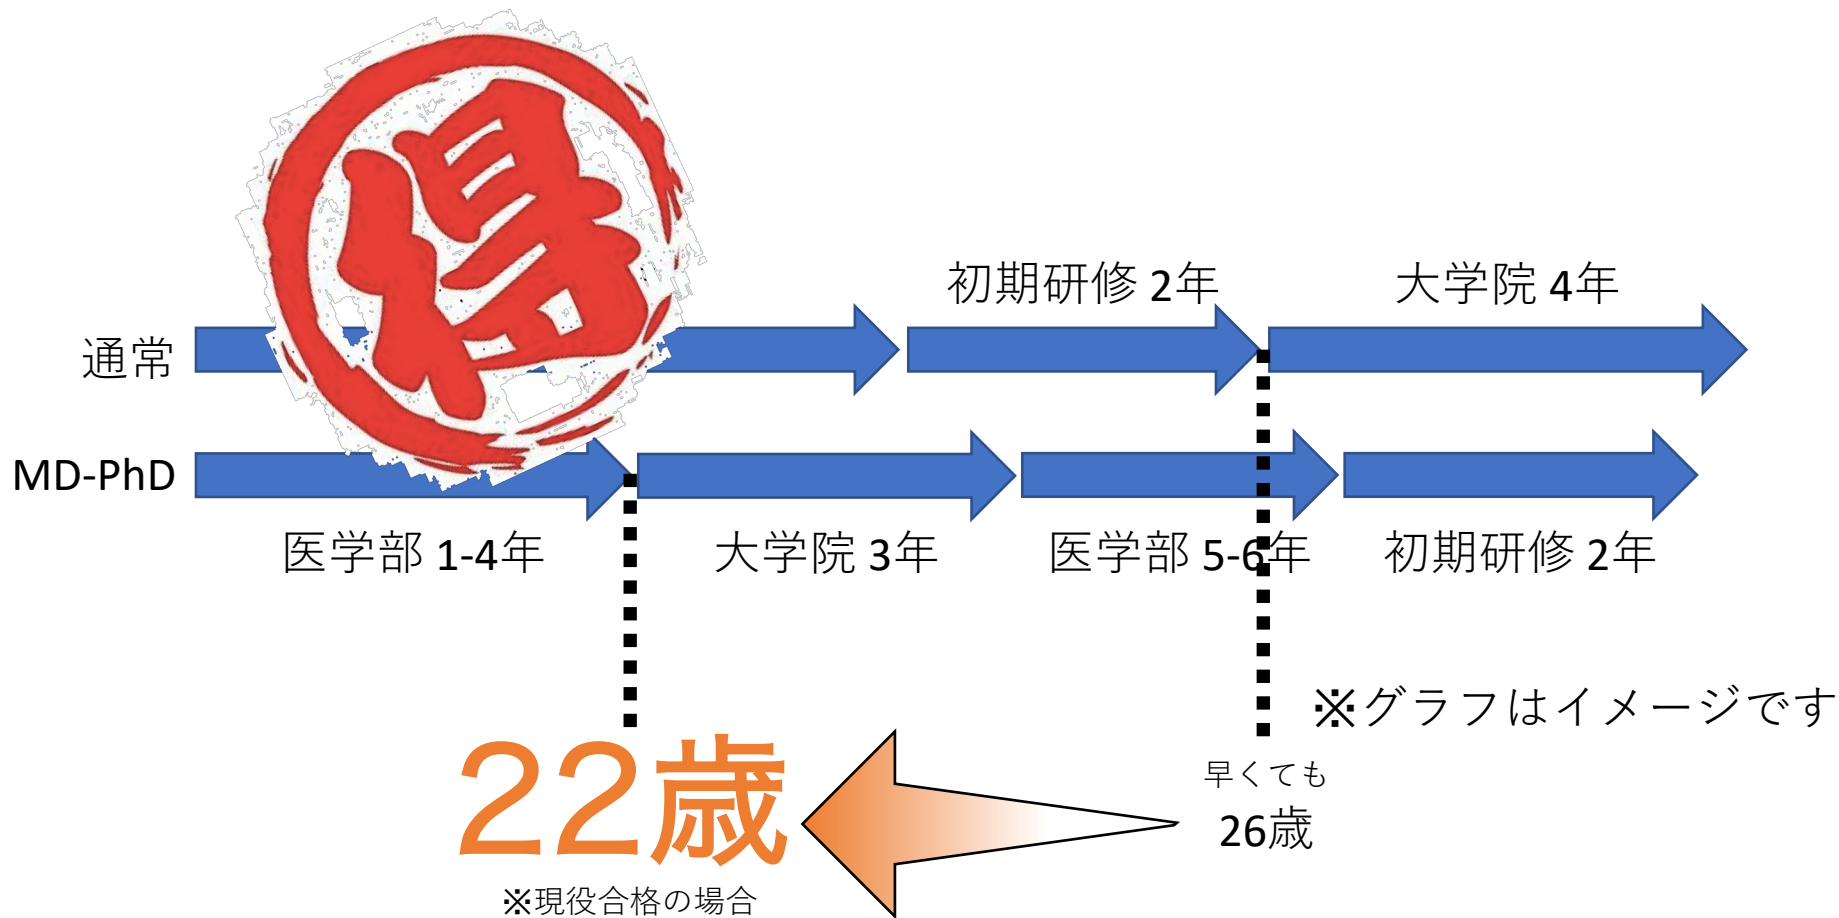 得
初期研修 2年
大学院 4年
通常
MD-PhD
医学部 1-4年
大学院 3年
医学部 5-6年
初期研修 2年
※グラフはイメージです
22歳
早くても
26歳
※現役合格の場合